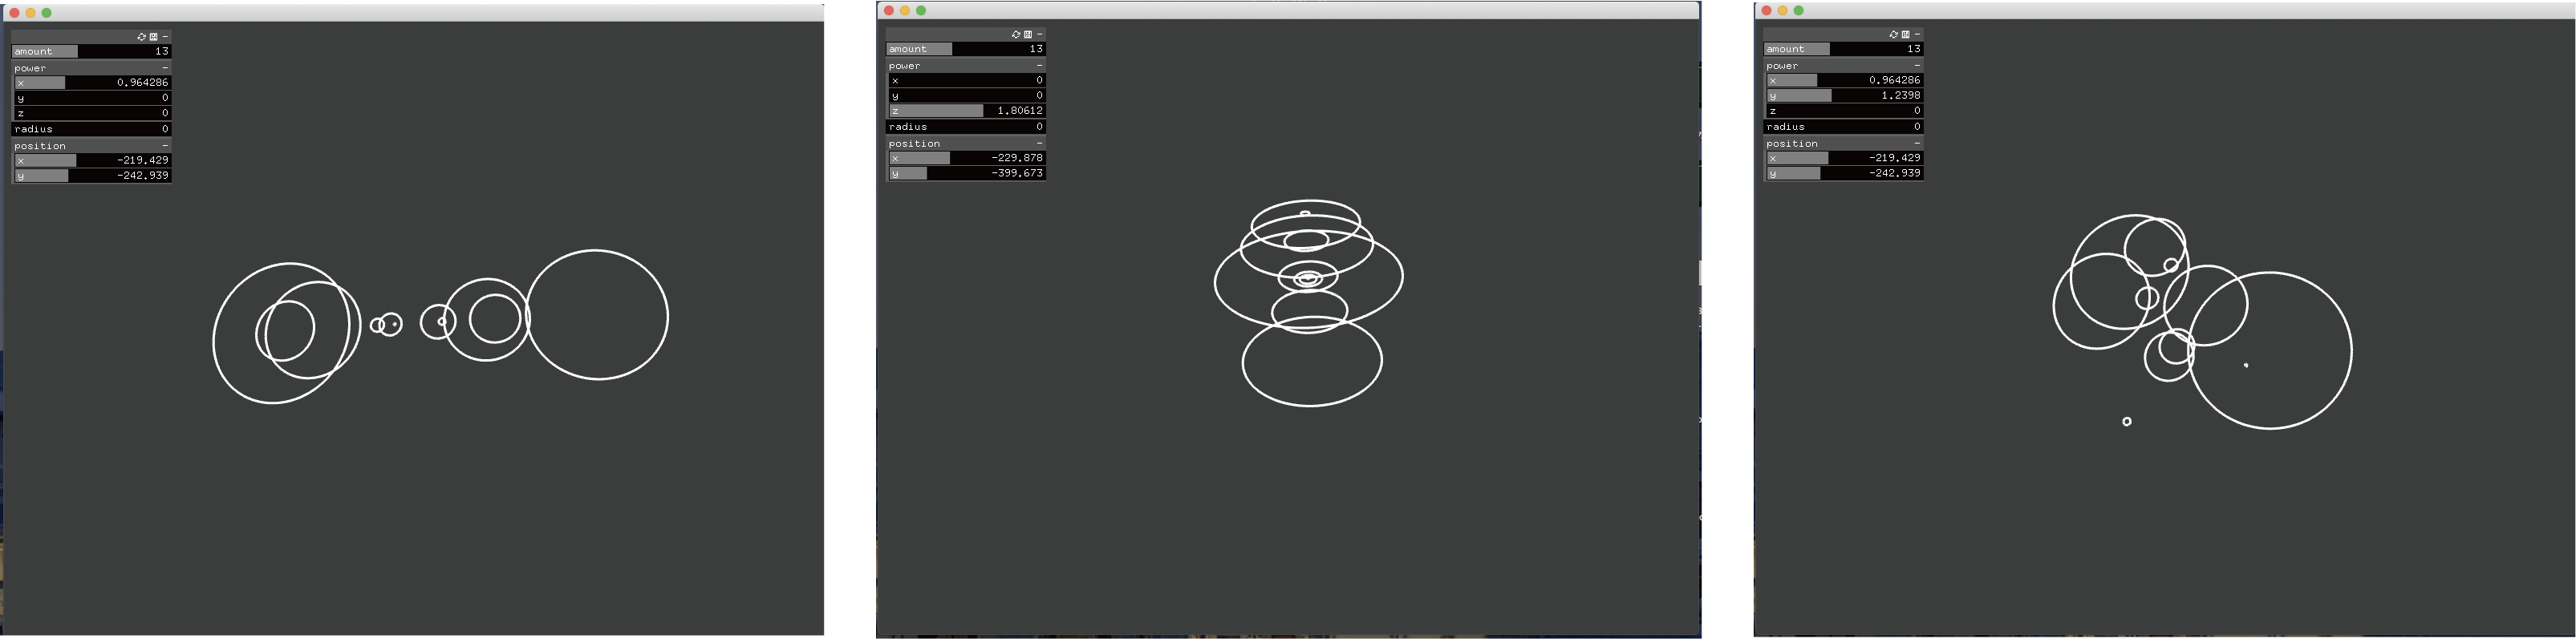 amount 13
power -
x 0.964286
y 0
z 0
radius 0
position -
x -219.429
y -242.939
amount 13
power -
x 0
y 0
z 1.80612
radius 0
position -
x -229.878
y -399.673
amount 13
power -
x 0.964286
y 1.2398
z 0
radius 0
position -
x -219.429
y -242.939